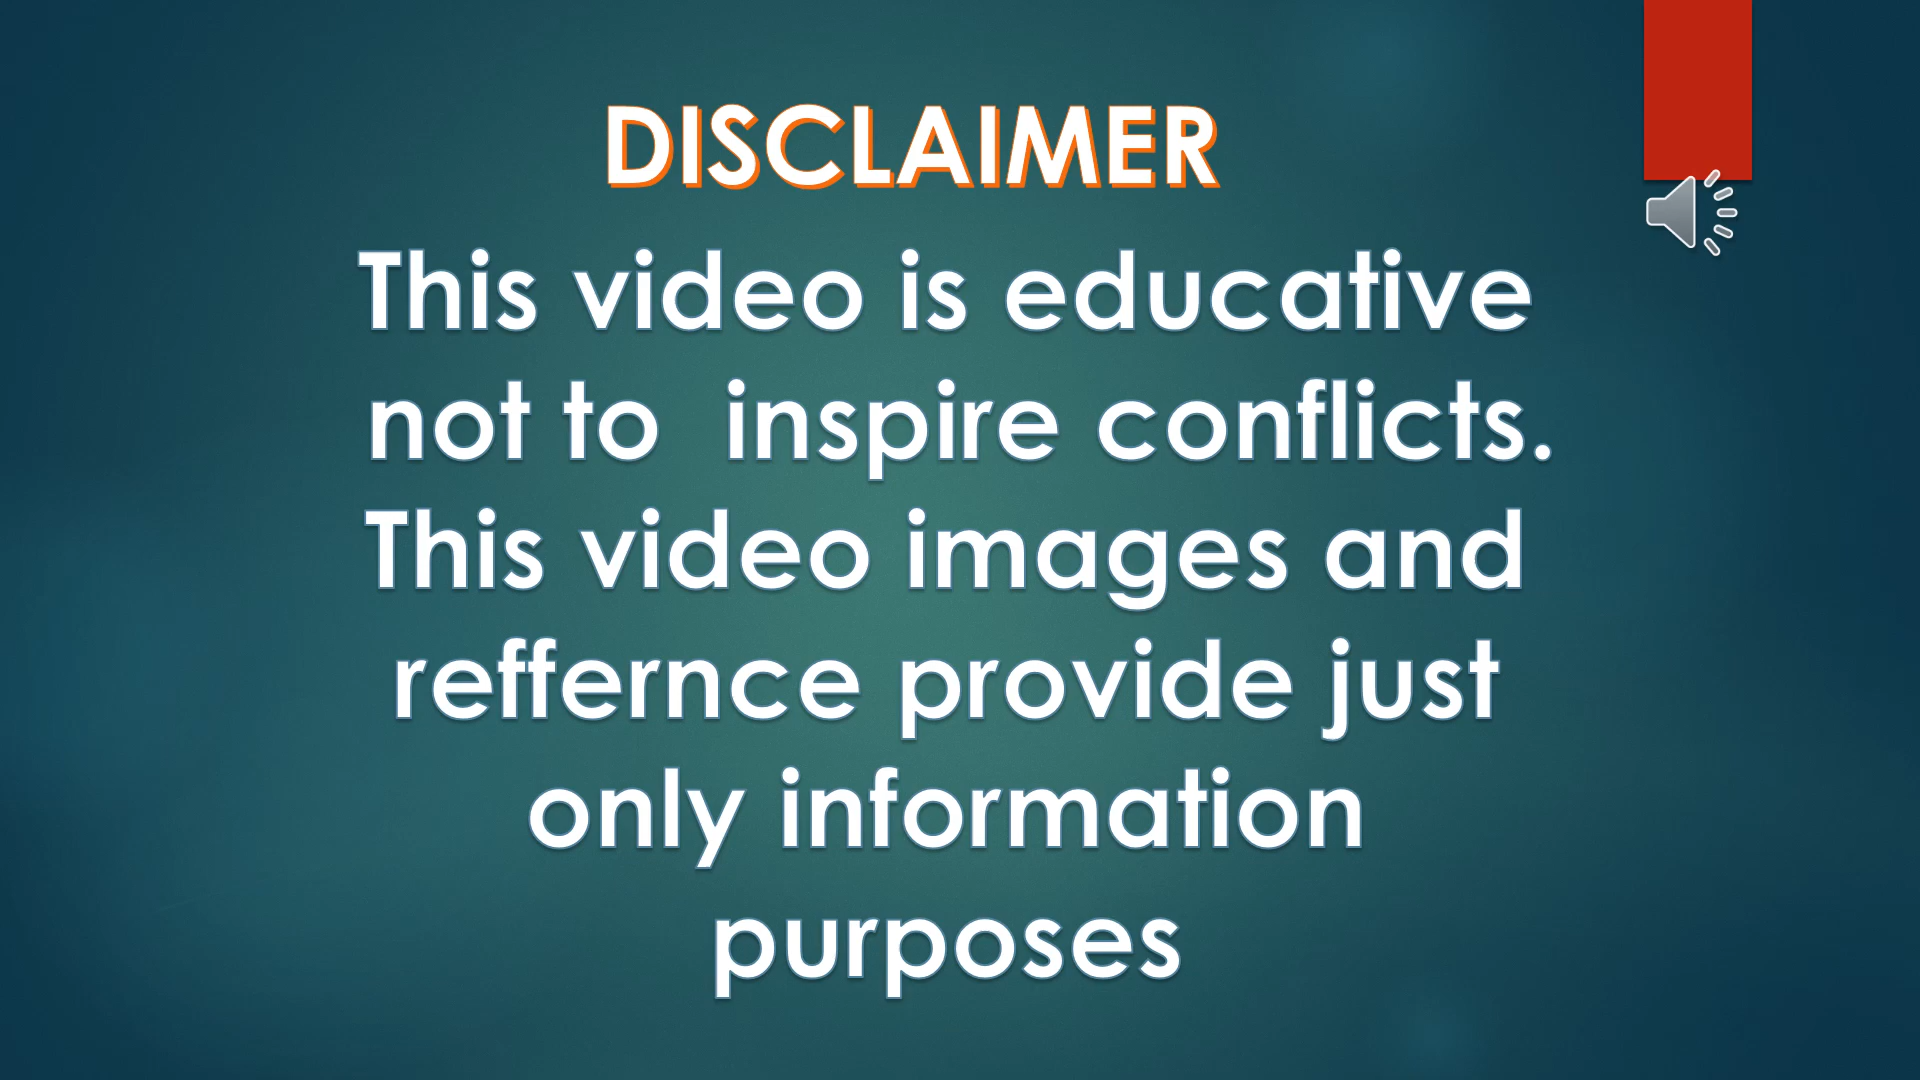 DISCLAIMER
This video is educative
not to  inspire conflicts.
This video images and
reffernce provide just
only information
purposes